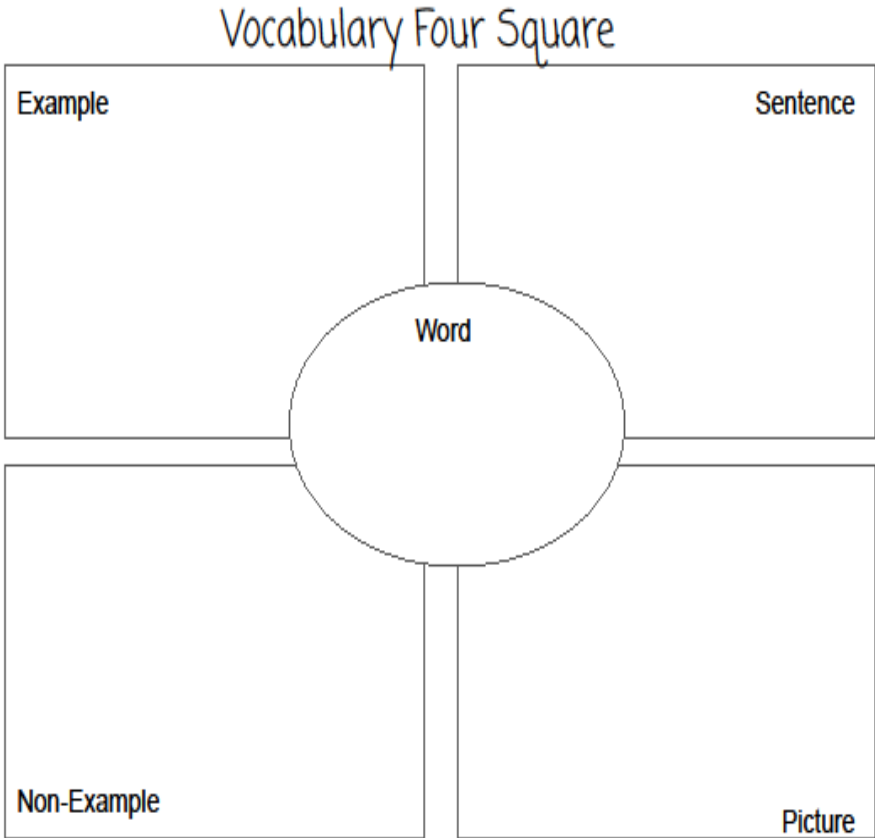 Vocabulary Four Square
Example
Sentence
Word
Non-Example
Picture